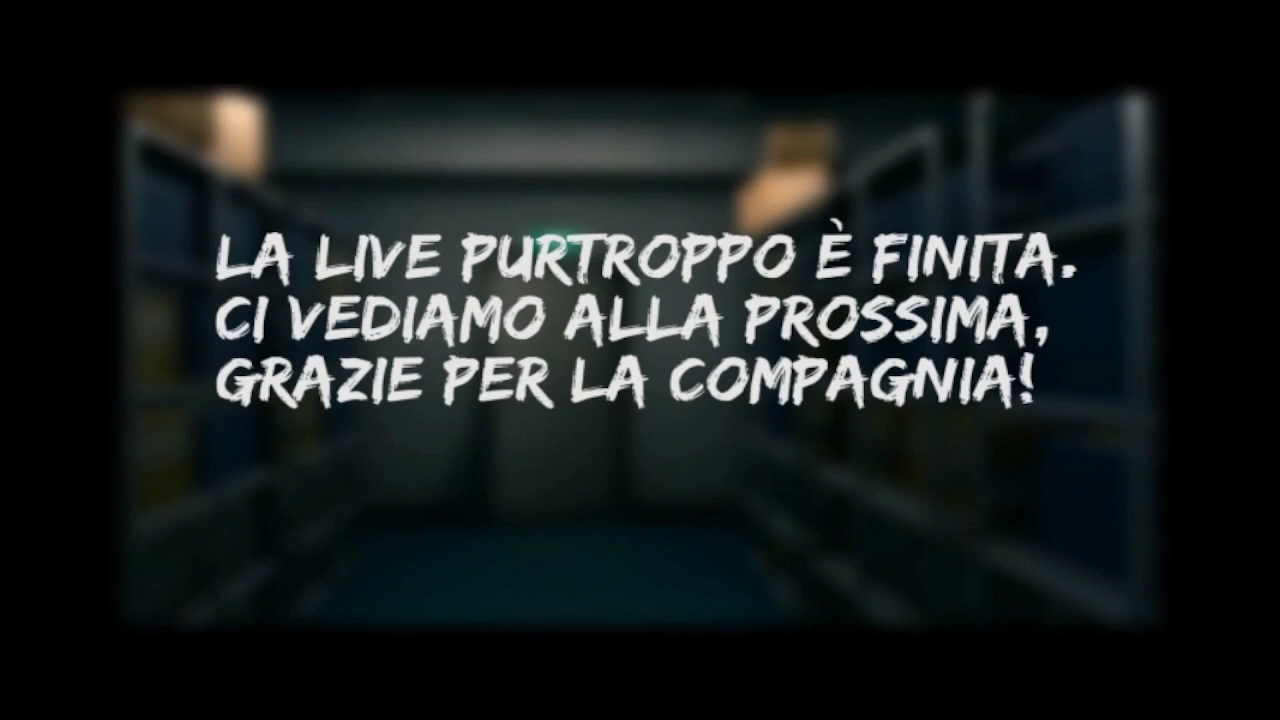 LA LIVE PURTROPPO È FINITA.
CI VEDIAMO ALLA PROSSIMA,
GRAZIE PER LA COMPAGNIA!